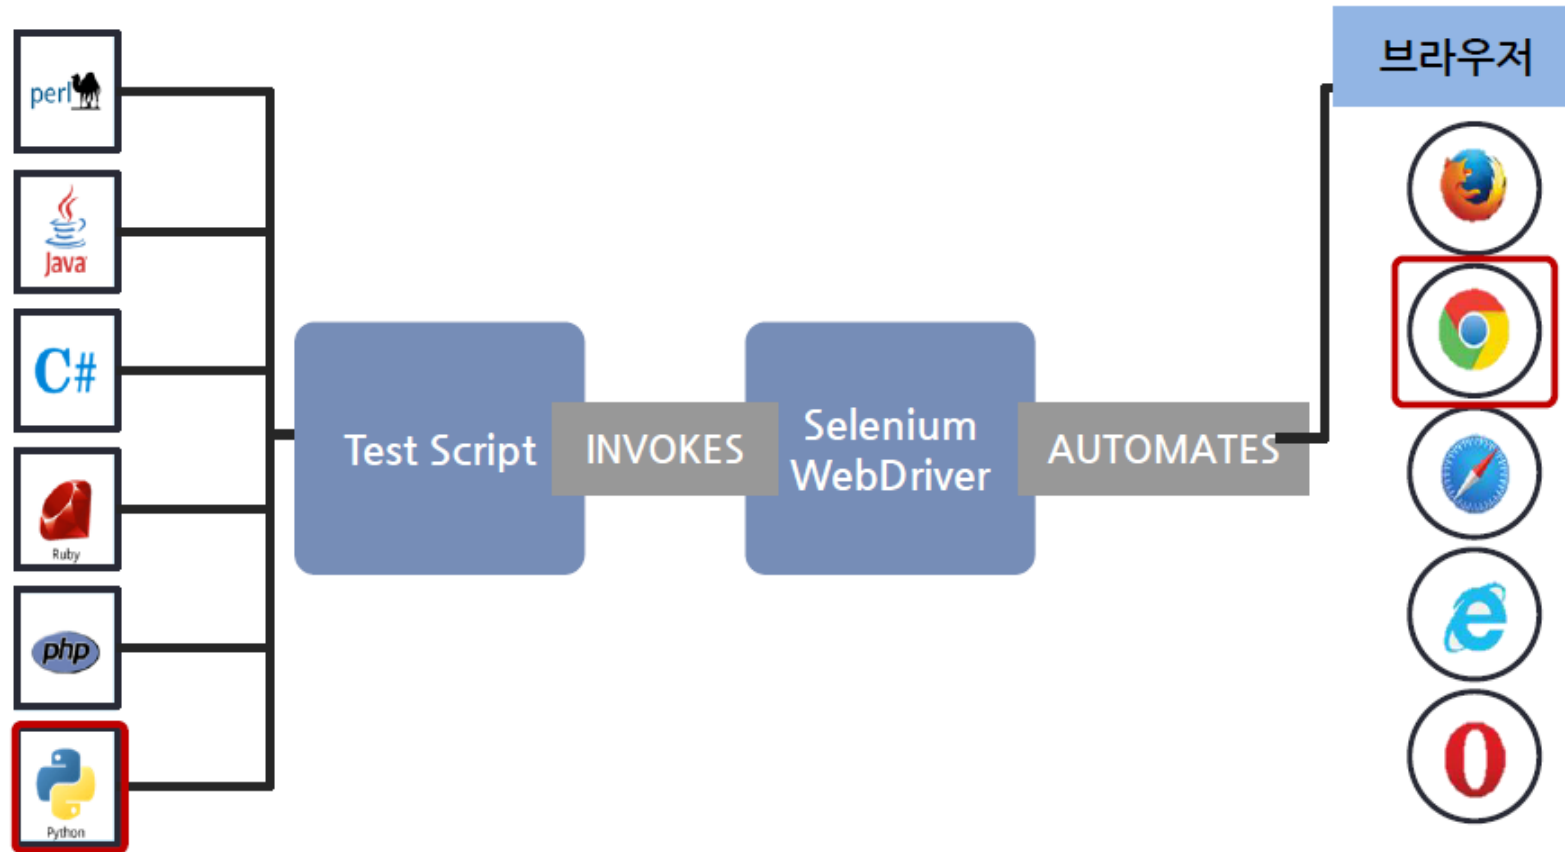 perl
Java
C#
Ruby
php
Python
Test Script
INVOKES
Selenium
WebDriver
AUTOMATES
브라우저